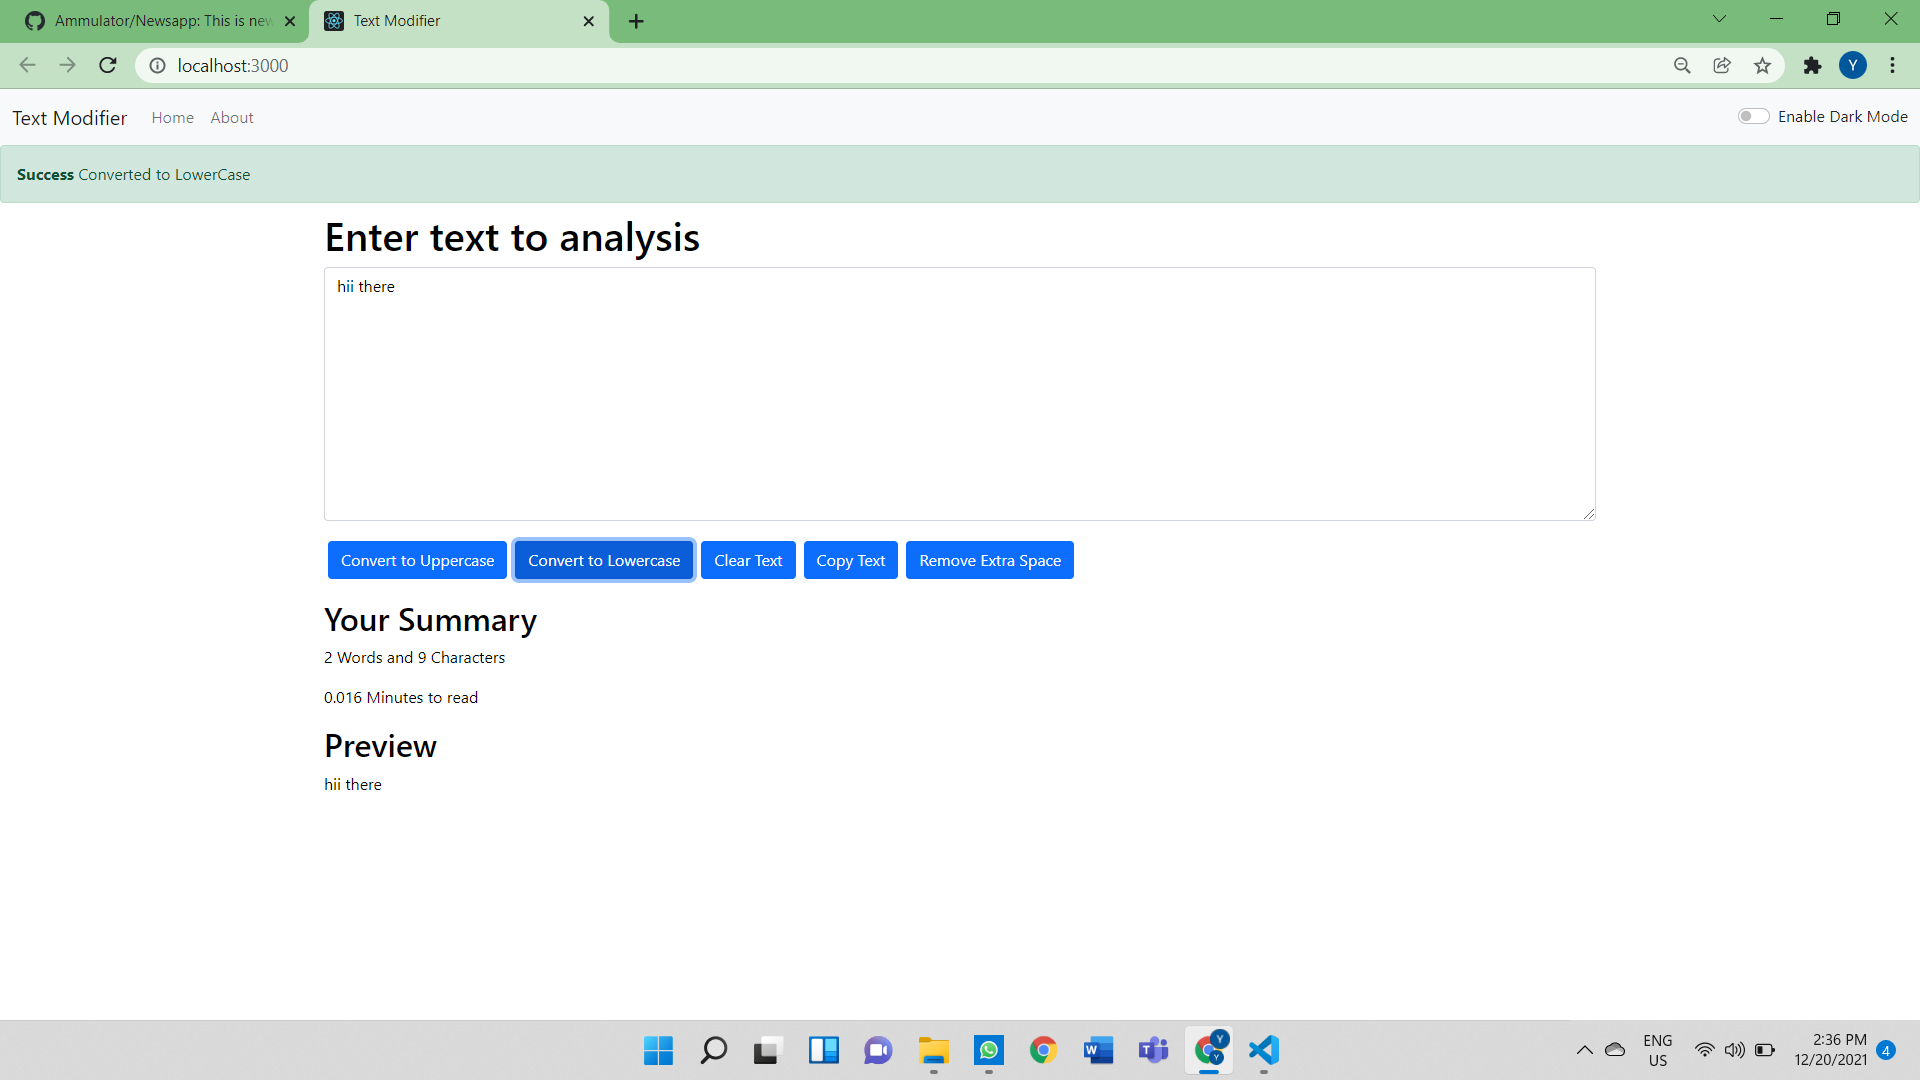 Ammulator/Newsapp: This is new
Text Modifier
localhost:3000
Y
Text Modifier
Home
About
Enable Dark Mode
Success Converted to LowerCase
Enter text to analysis
hii there
Convert to Uppercase
Convert to Lowercase
Clear Text
Copy Text
Remove Extra Space
Your Summary
2 Words and 9 Characters
0.016 Minutes to read
Preview
hii there
W
T
Y
Y
ENG
US
2:36 PM
12/20/2021
4